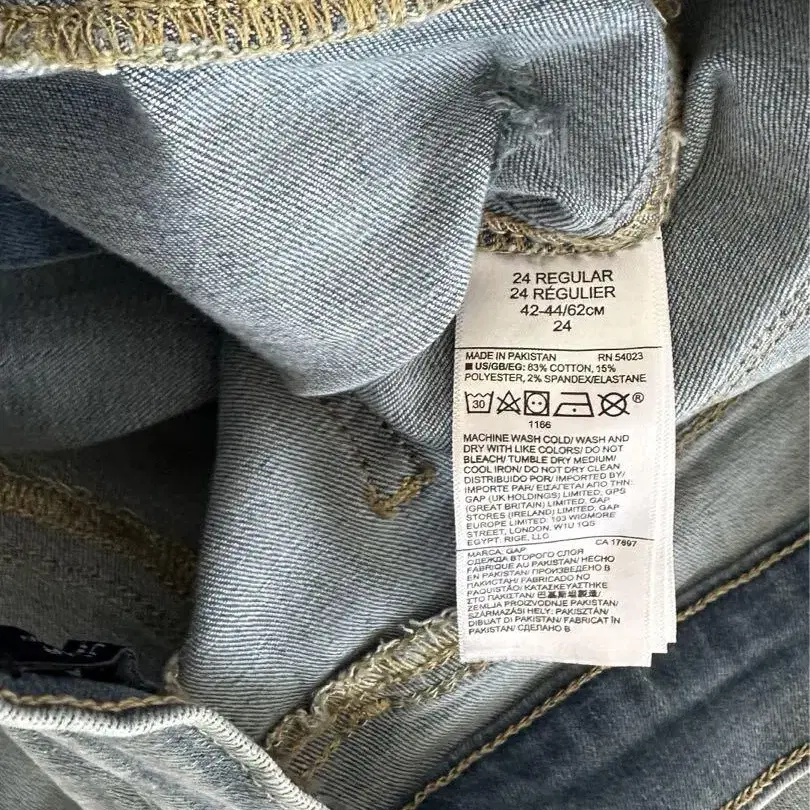 24 REGULAR
24 RÉGULIER
42-44/62CM
24
MADE IN PAKISTAN RN 54023
US/GB/EG: 83% COTTON, 15%
POLYESTER, 2% SPANDEX/ELASTANE
30 ®
1166
MACHINE WASH COLD/ WASH AND
DRY WITH LIKE COLORS/ DO NOT
BLEACH/ TUMBLE DRY MEDIUM/
COOL IRON/ DO NOT DRY CLEAN
DISTRIBUIDO POR/ IMPORTED BY/
IMPORTE PAR/ ΕΙΣΑΓΕΤΑΙ ΑΠΟ ΤΗΝ:
GAP (UK HOLDINGS) LIMITED, GPS
(GREAT BRITAIN) LIMITED, GAP
STORES (IRELAND) LIMITED, GAP
EUROPE LIMITED: 103 WIGMORE
STREET, LONDON, W1U 1QS
EGYPT: RIGE, LLC
CA 17897
MARCA: GAP
ОДЕЖДА ВТОРОГО СЛОЯ
FABRIQUÉ AU PAKISTAN/ HECHO
EN PAKISTÁN/ ПРОИЗВЕДЕНО В
ПАКИСТАН/ FABRICADO NO
PAQUISTÃO/ ΚΑΤΑΣΚΕΥΑΣΤΗΚΕ
ΣΤΟ ΠΑΚΙΣΤΑΝ/ 巴基斯坦製造/
ZEMLJA PROIZVODNJE PAKISTAN/
SZÁRMAZÁSI HELY: PAKISZTÁN/
DIBUAT DI PAKISTAN/ FABRICAT ÎN
PAKISTAN/ СДЕЛАНО В